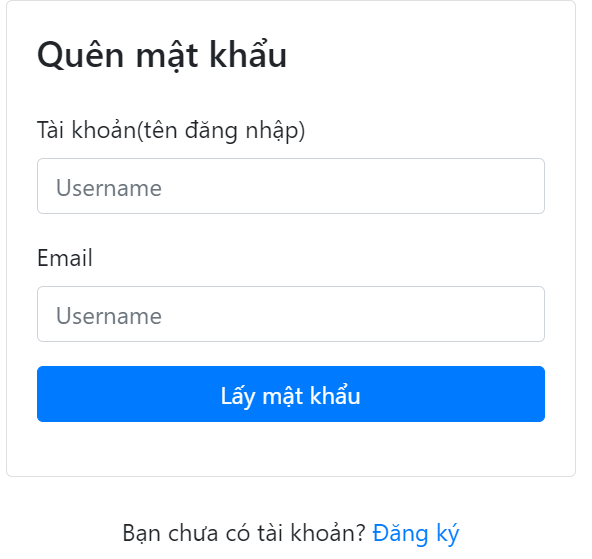 Quên mật khẩu
Tài khoản(tên đăng nhập)
Username
Email
Username
Lấy mật khẩu
Bạn chưa có tài khoản? Đăng ký